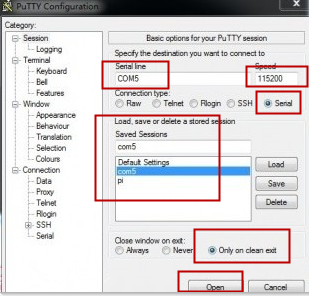 PuTTY Configuration
x
Category:
Session
Logging
Terminal
Keyboard
Bell
Features
Window
Appearance
Behaviour
Translation
Selection
Colours
Connection
Data
Proxy
Telnet
Rlogin
SSH
Serial
Basic options for your PuTTY session
Specify the destination you want to connect to
Serial line
Speed
COM5
115200
Connection type:
Raw
Telnet
Rlogin
SSH
Serial
Load, save or delete a stored session
Saved Sessions
com5
Default Settings
com5
pi
Load
Save
Delete
Close window on exit:
Always
Never
Only on clean exit
Open
Cancel